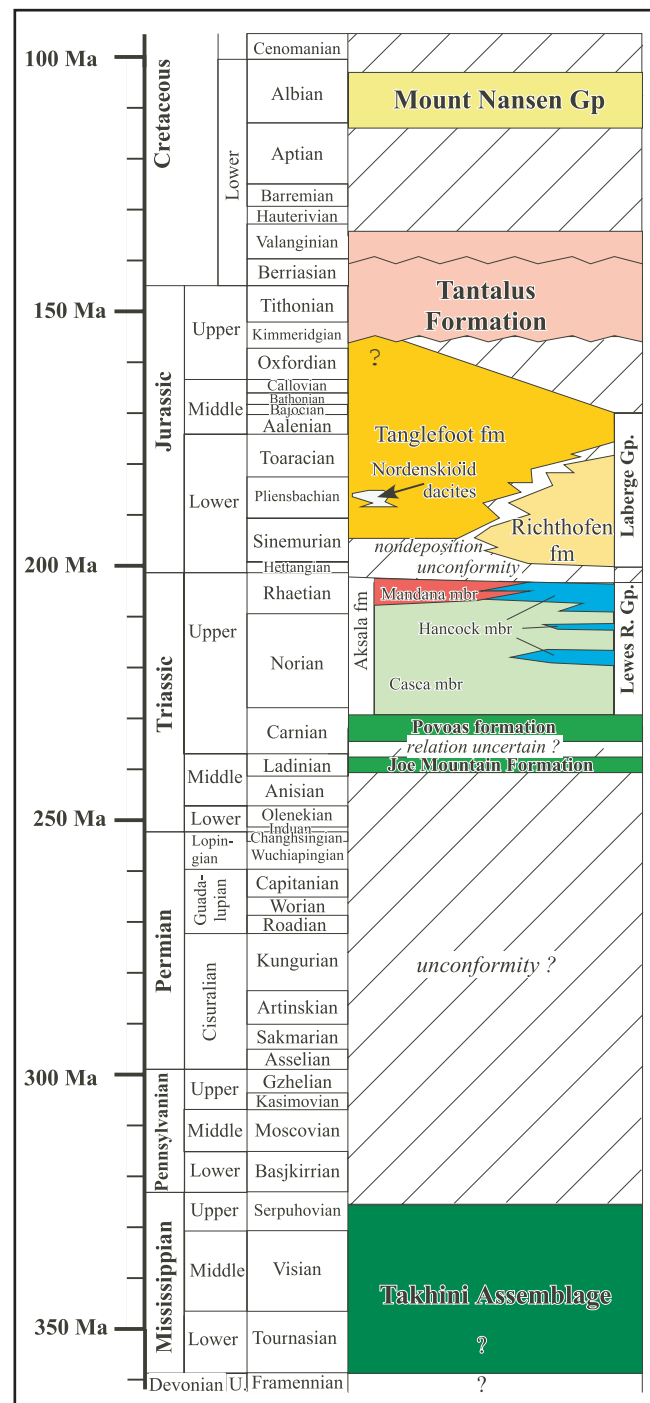 100 Ma
150 Ma
200 Ma
250 Ma
300 Ma
350 Ma
Cretaceous
Jurassic
Triassic
Permian
Pennsylvanian
Mississippian
Devonian
U.
Lower
Upper
Middle
Lower
Upper
Middle
Lower
Lopin-
gian
Guada-
lupian
Cisuralian
Upper
Middle
Lower
Upper
Middle
Lower
Cenomanian
Albian
Aptian
Barremian
Hauterivian
Valanginian
Berriasian
Tithonian
Kimmeridgian
Oxfordian
Callovian
Bathonian
Bajocian
Aalenian
Toaracian
Pliensbachian
Sinemurian
Hettangian
Rhaetian
Norian
Carnian
Ladinian
Anisian
Olenekian
Induan
Changhsingian
Wuchiapingian
Capitanian
Worian
Roadian
Kungurian
Artinskian
Sakmarian
Asselian
Gzhelian
Kasimovian
Moscovian
Basjkirrian
Serpuhovian
Visian
Tournasian
Framennian
Mount Nansen Gp
Tantalus
Formation
?
Tanglefoot fm
Nordenskioïd
dacites
Richthofen
fm
Laberge Gp.
nondeposition
unconformity
Aksala fm
Mandana mbr
Hancock mbr
Casca mbr
Lewes R. Gp.
Povoas formation
relation uncertain ?
Joe Mountain Formation
unconformity ?
Takhini Assemblage
?
?